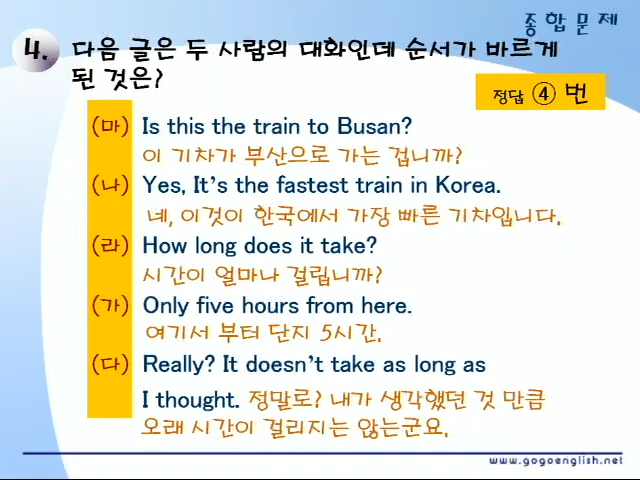 종합문제
4. 다음 글은 두 사람의 대화인데 순서가 바르게
된 것은?
정답 ④ 번
(마) Is this the train to Busan?
이 기차가 부산으로 가는 겁니까?
(나) Yes, It's the fastest train in Korea.
네, 이것이 한국에서 가장 빠른 기차입니다.
(라) How long does it take?
시간이 얼마나 걸립니까?
(가) Only five hours from here.
여기서 부터 단지 5시간.
(다) Really? It doesn't take as long as
I thought. 정말로? 내가 생각했던 것 만큼
오래 시간이 걸리지는 않는군요.
www.gogoenglish.net